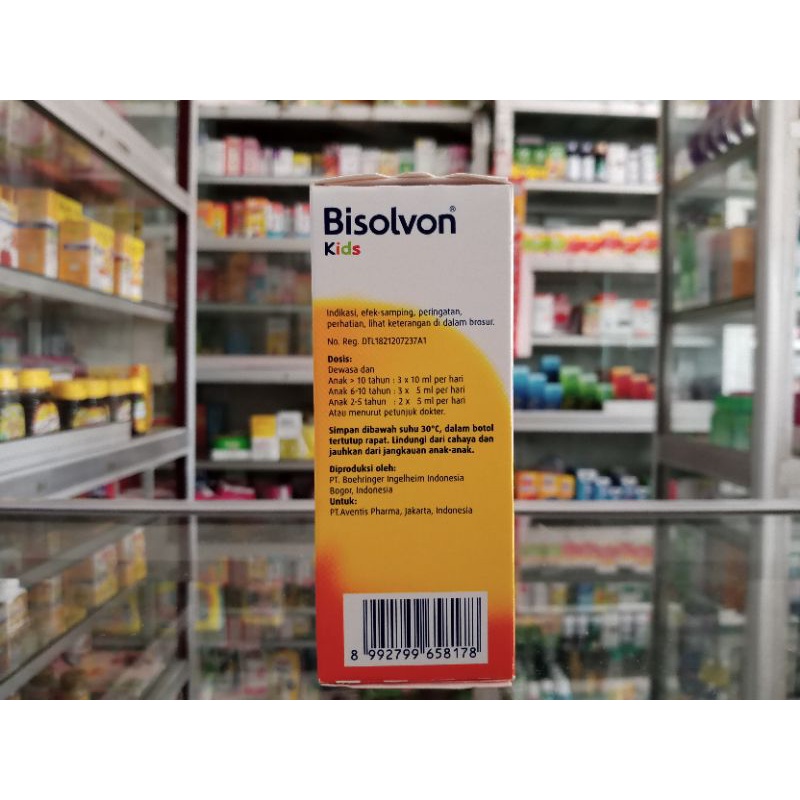 Bisolvon®
Kids
Indikasi, efek-samping, peringatan,
perhatian, lihat keterangan di dalam brosur.
No. Reg. DTL1821207237A1
Dosis:
Dewasa dan
Anak > 10 tahun : 3 x 10 ml per hari
Anak 6-10 tahun : 3 x 5 ml per hari
Anak 2-5 tahun : 2 x 5 ml per hari
Atau menurut petunjuk dokter.
Simpan dibawah suhu 30°C, dalam botol
tertutup rapat. Lindungi dari cahaya dan
jauhkan dari jangkauan anak-anak.
Diproduksi oleh:
PT. Boehringer Ingelheim Indonesia
Bogor, Indonesia
Untuk:
PT.Aventis Pharma, Jakarta, Indonesia
8 992799 658178